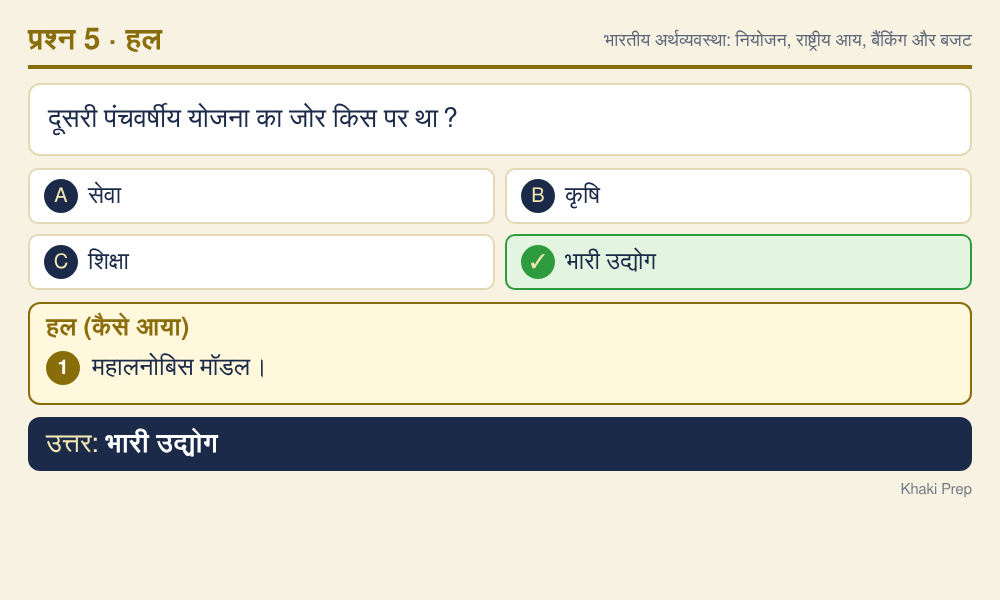 प्रश्न 5 · हल
भारतीय अर्थव्यवस्था: नियोजन, राष्ट्रीय आय, बैंकिंग और बजट
दूसरी पंचवर्षीय योजना का जोर किस पर था ?
A सेवा
B कृषि
C शिक्षा
✓ भारी उद्योग
हल (कैसे आया)
1 महालनोबिस मॉडल ।
उत्तर: भारी उद्योग
Khaki Prep